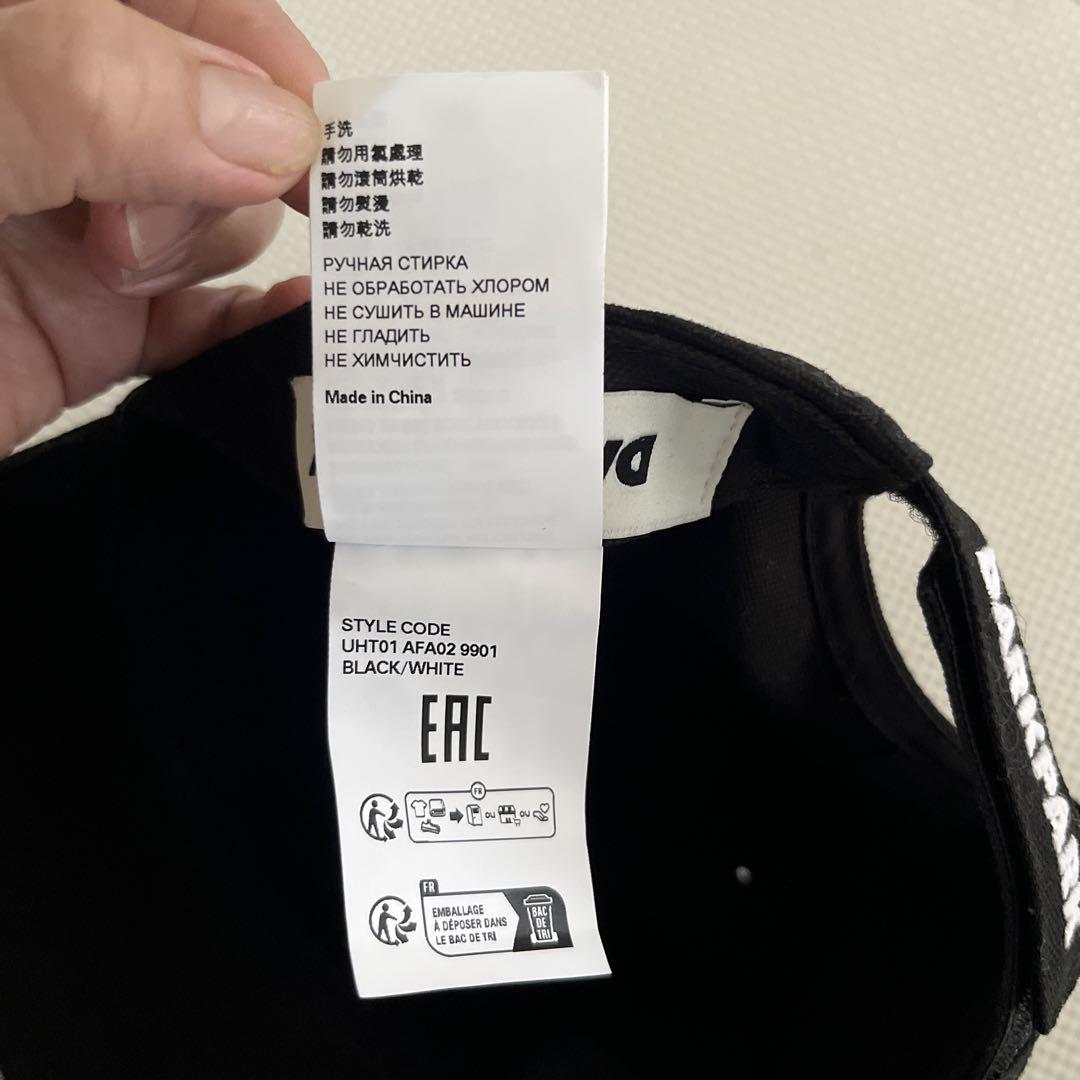 手洗
請勿用氯處理
請勿滾筒烘乾
請勿熨燙
請勿乾洗
РУЧНАЯ СТИРКА
НЕ ОБРАБОТАТЬ ХЛОРОМ
НЕ СУШИТЬ В МАШИНЕ
НЕ ГЛАДИТЬ
НЕ ХИМЧИСТИТЬ
Made in China
STYLE CODE
UHT01 AFA02 9901
BLACK/WHITE
EAC
FR
OU OU
FR
EMBALLAGE
À DÉPOSER DANS
LE BAC DE TRI
BAC
DE
TRI